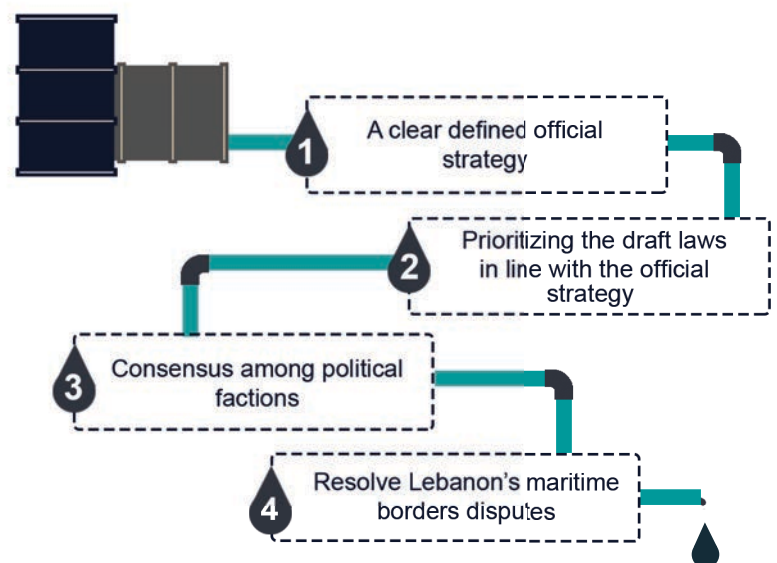 1
A clear defined official
strategy
2
Prioritizing the draft laws
in line with the official
strategy
3
Consensus among political
factions
4
Resolve Lebanon's maritime
borders disputes